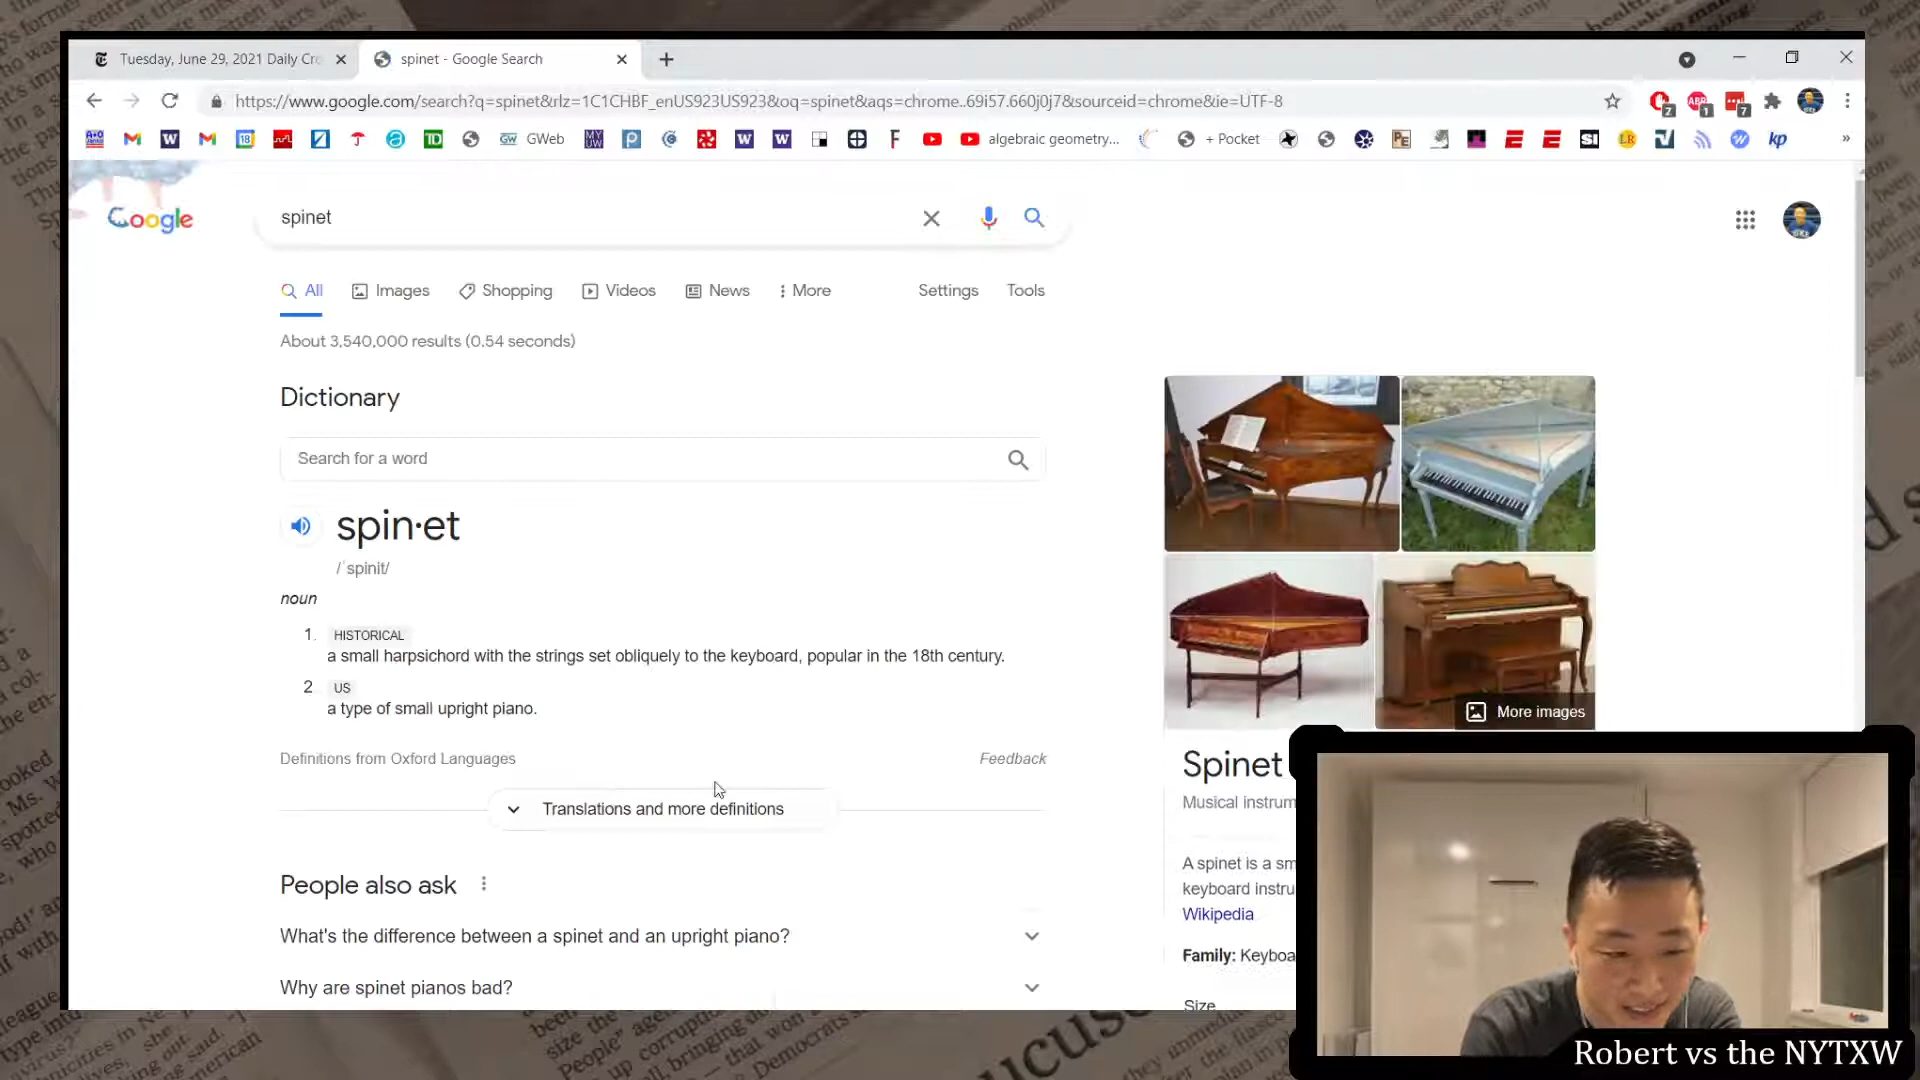 Tuesday, June 29, 2021 Daily Cro
spinet - Google Search
https://www.google.com/search?q=spinet&rlz=1C1CHBF_enUS923US923&oq=spinet&aqs=chrome..69i57.660j0j7&sourceid=chrome&ie=UTF-8
GWeb
algebraic geometry...
+ Pocket
kp
Google
spinet
All
Images
Shopping
Videos
News
More
Settings
Tools
About 3,540,000 results (0.54 seconds)
Dictionary
Search for a word
spin·et
/ˈspinit/
noun
1. HISTORICAL
a small harpsichord with the strings set obliquely to the keyboard, popular in the 18th century.
2 US
a type of small upright piano.
Definitions from Oxford Languages
Feedback
Translations and more definitions
People also ask
What's the difference between a spinet and an upright piano?
Why are spinet pianos bad?
More images
Spinet
Musical instrum
A spinet is a sm
keyboard instru
Wikipedia
Family: Keyboa
Size
Robert vs the NYTXW